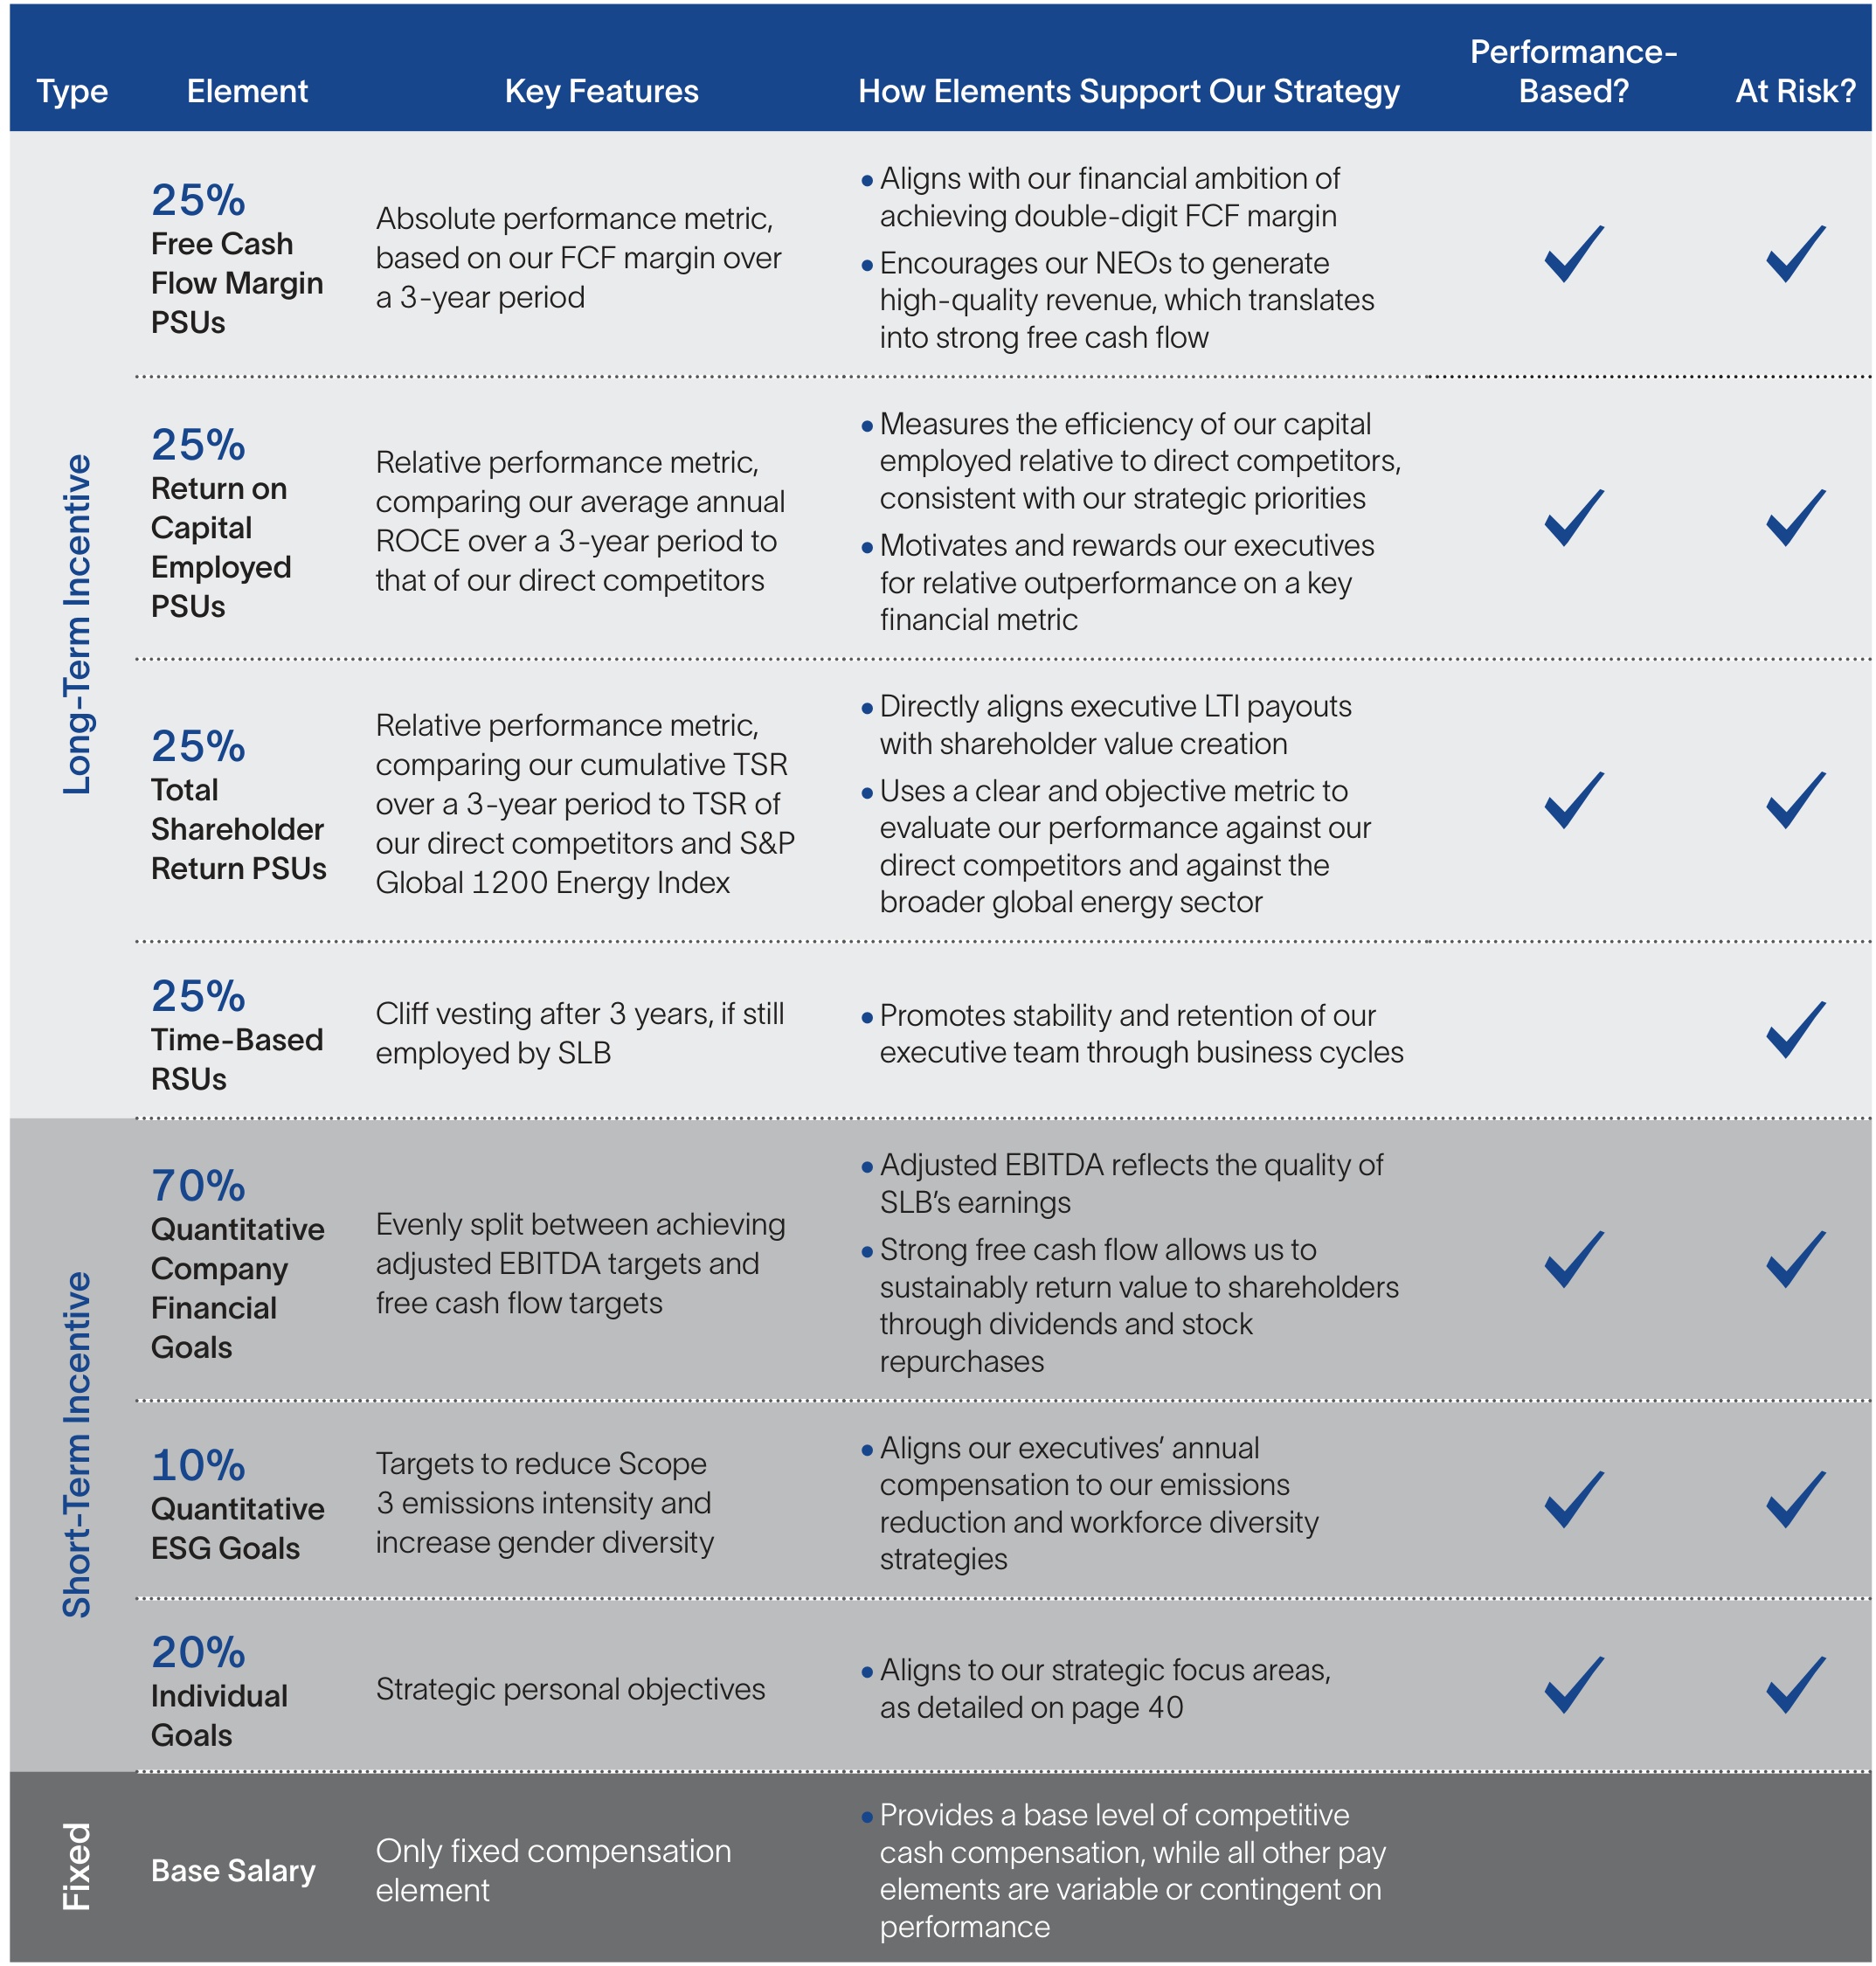 Type
Element
Key Features
How Elements Support Our Strategy
Performance-
Based?
At Risk?
Long-Term Incentive
25%
Free Cash
Flow Margin
PSUs
Absolute performance metric,
based on our FCF margin over
a 3-year period
• Aligns with our financial ambition of
achieving double-digit FCF margin
• Encourages our NEOs to generate
high-quality revenue, which translates
into strong free cash flow
25%
Return on
Capital
Employed
PSUs
Relative performance metric,
comparing our average annual
ROCE over a 3-year period to
that of our direct competitors
• Measures the efficiency of our capital
employed relative to direct competitors,
consistent with our strategic priorities
• Motivates and rewards our executives
for relative outperformance on a key
financial metric
25%
Total
Shareholder
Return PSUs
Relative performance metric,
comparing our cumulative TSR
over a 3-year period to TSR of
our direct competitors and S&P
Global 1200 Energy Index
• Directly aligns executive LTI payouts
with shareholder value creation
• Uses a clear and objective metric to
evaluate our performance against our
direct competitors and against the
broader global energy sector
25%
Time-Based
RSUs
Cliff vesting after 3 years, if still
employed by SLB
• Promotes stability and retention of our
executive team through business cycles
Short-Term Incentive
70%
Quantitative
Company
Financial
Goals
Evenly split between achieving
adjusted EBITDA targets and
free cash flow targets
• Adjusted EBITDA reflects the quality of
SLB’s earnings
• Strong free cash flow allows us to
sustainably return value to shareholders
through dividends and stock
repurchases
10%
Quantitative
ESG Goals
Targets to reduce Scope
3 emissions intensity and
increase gender diversity
• Aligns our executives’ annual
compensation to our emissions
reduction and workforce diversity
strategies
20%
Individual
Goals
Strategic personal objectives
• Aligns to our strategic focus areas,
as detailed on page 40
Fixed
Base Salary
Only fixed compensation
element
• Provides a base level of competitive
cash compensation, while all other pay
elements are variable or contingent on
performance